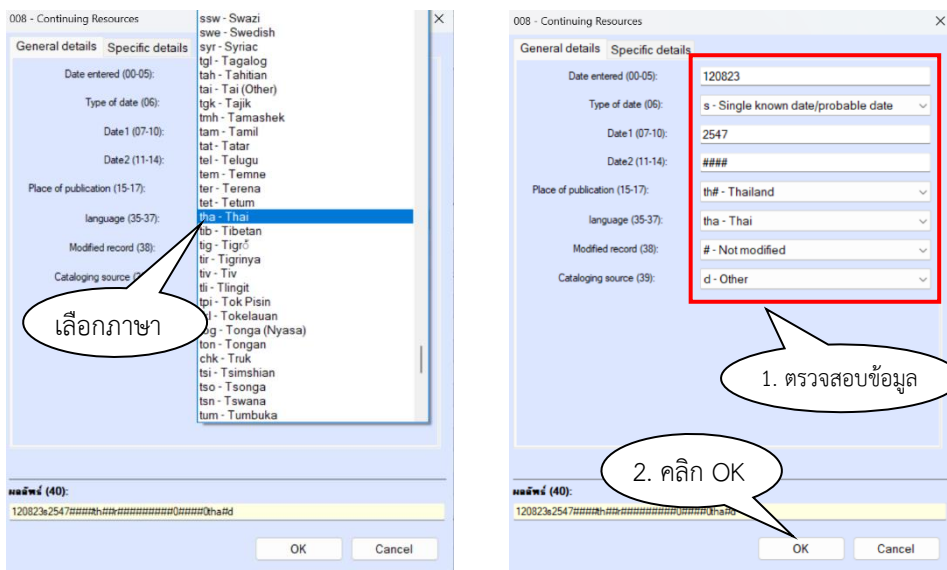 008 - Continuing Resources
General details Specific details
Date entered (00-05):
Type of date (06):
Date1 (07-10):
Date2 (11-14):
Place of publication (15-17):
language (35-37):
Modified record (38):
Cataloging source
ssw - Swazi
swe - Swedish
syr - Syriac
tgl - Tagalog
tah - Tahitian
tai - Tai (Other)
tgk - Tajik
tmh - Tamashek
tam - Tamil
tat - Tatar
tel - Telugu
tem - Temne
ter - Terena
tet - Tetum
tha - Thai
tib - Tibetan
tir - Tigrinya
tiv - Tiv
tli - Tlingit
tpi - Tok Pisin
- Tokelauan
- Tonga (Nyasa)
ton - Tongan
chk - Truk
tsi - Tsimshian
tso - Tsonga
tsn - Tswana
tum - Tumbuka
เลือกภาษา
ผลลัพธ์ (40):
120823s2547####th##r##########0####0tha#d
OK Cancel
008 - Continuing Resources
General details Specific details
Date entered (00-05): 120823
Type of date (06): s - Single known date/probable date
Date1 (07-10): 2547
Date2 (11-14): ####
Place of publication (15-17): th# - Thailand
language (35-37): tha - Thai
Modified record (38): # - Not modified
Cataloging source (39): d - Other
1. ตรวจสอบข้อมูล
2. คลิก OK
ผลลัพธ์ (40):
120823s2547####th##r##########0####0tha#d
OK Cancel